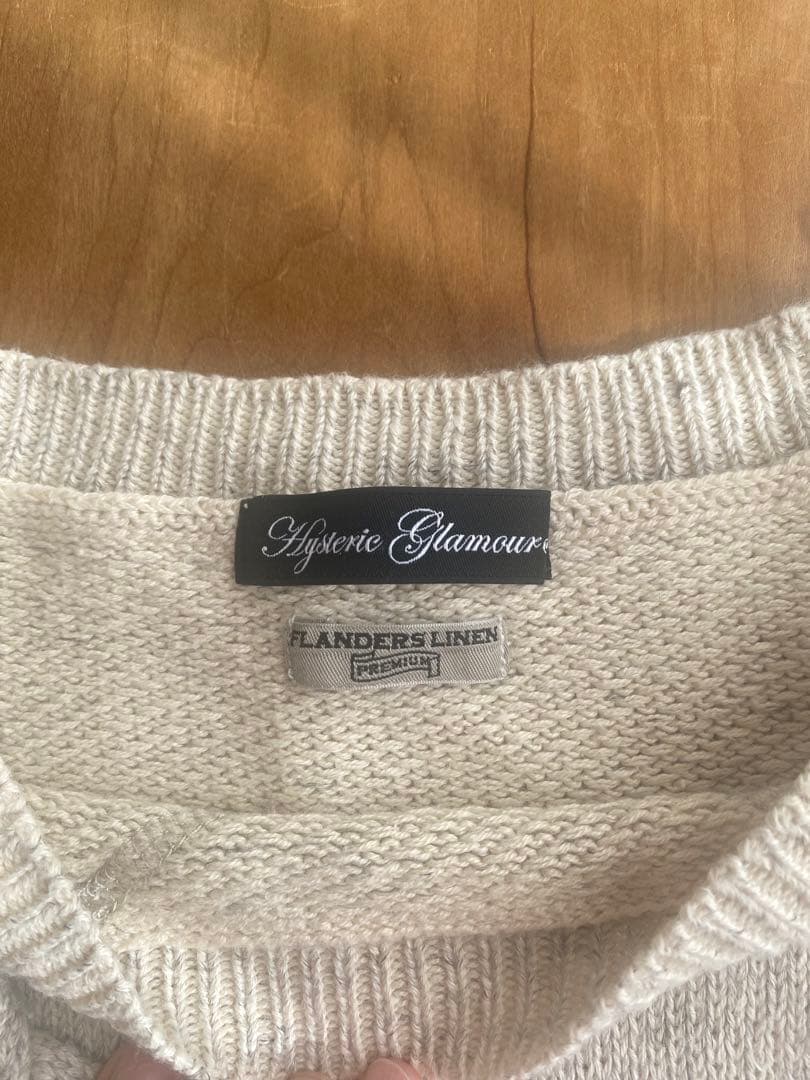 Hysteric Glamour
FLANDERS LINEN
PREMIUM